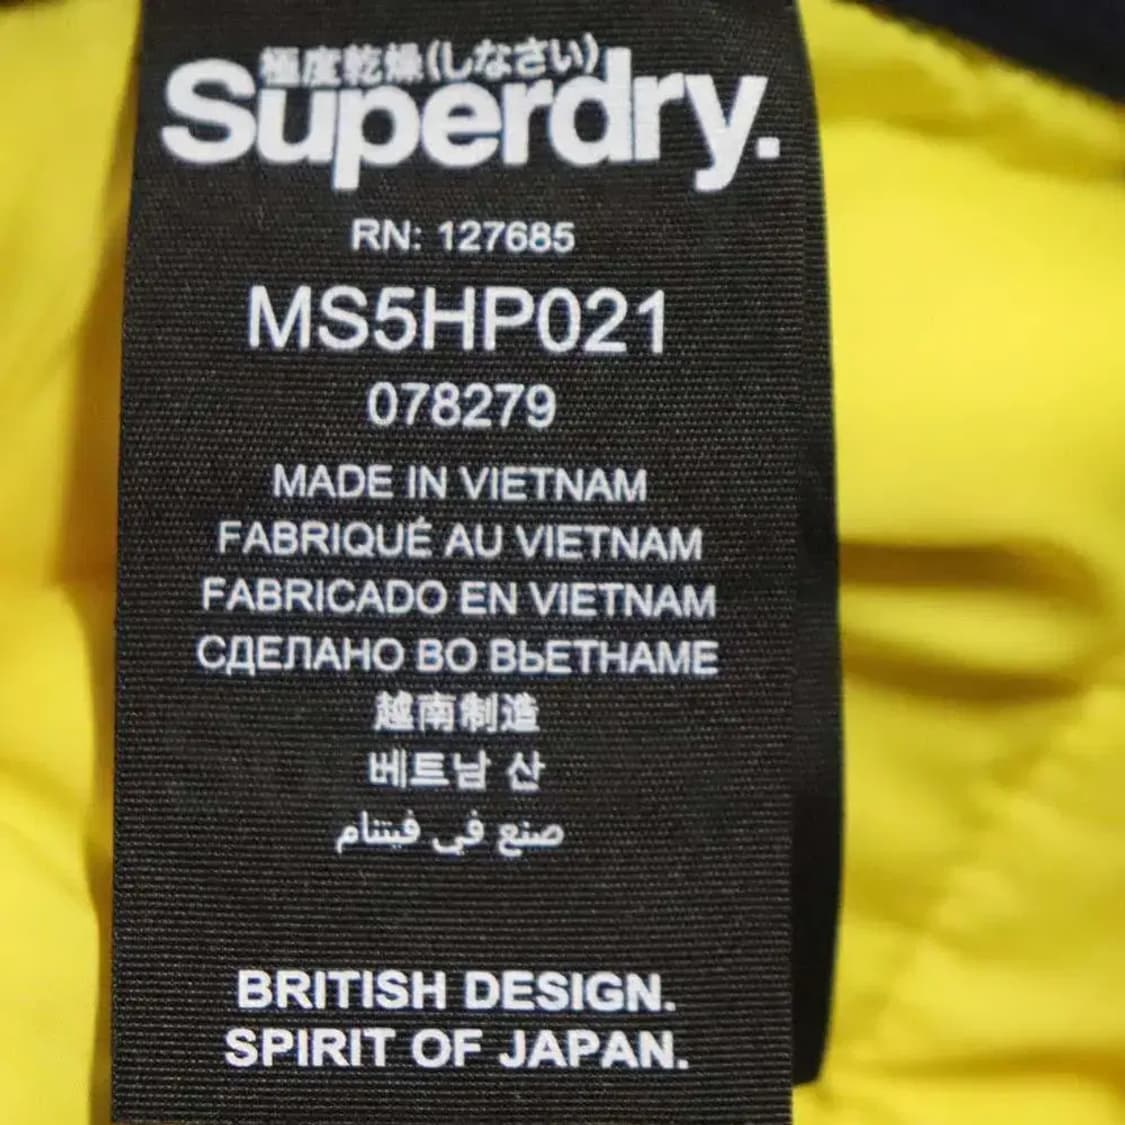 極度乾燥(しなさい)
Superdry.
RN: 127685
MS5HP021
078279
MADE IN VIETNAM
FABRIQUÉ AU VIETNAM
FABRICADO EN VIETNAM
СДЕЛАНО ВО ВЬЕТНАМЕ
越南制造
베트남 산
صنع في فيتنام
BRITISH DESIGN.
SPIRIT OF JAPAN.